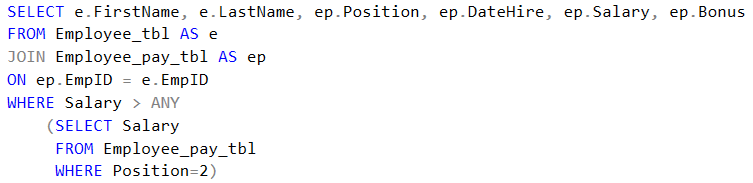 SELECT e.FirstName, e.LastName, ep.Position, ep.DateHire, ep.Salary, ep.Bonus
FROM Employee_tbl AS e
JOIN Employee_pay_tbl AS ep
ON ep.EmpID = e.EmpID
WHERE Salary > ANY
    (SELECT Salary
     FROM Employee_pay_tbl
     WHERE Position=2)